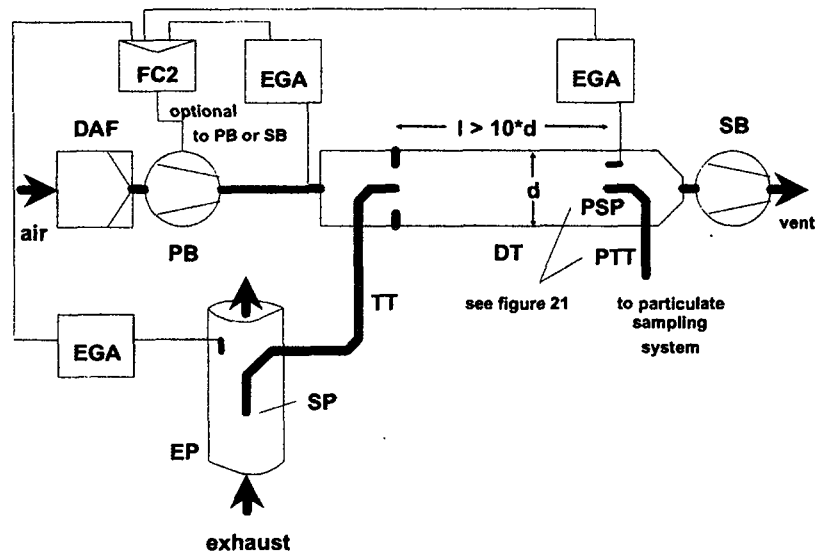 FC2
EGA
EGA
optional
to PB or SB
DAF
l > 10*d
SB
d
air
PSP
vent
PB
DT
PTT
TT
see figure 21
to particulate
sampling
system
EGA
SP
EP
exhaust